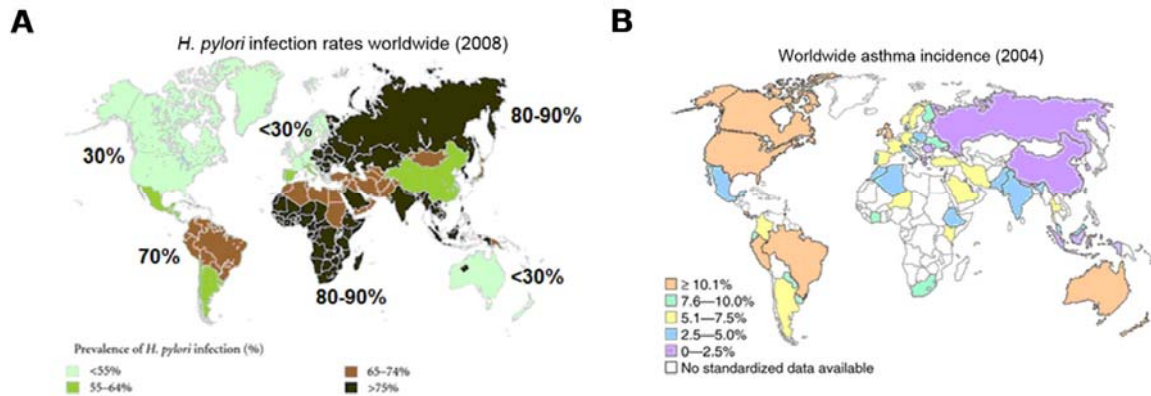 A
H. pylori infection rates worldwide (2008)
<30%
80-90%
30%
70%
<30%
80-90%
Prevalence of H. pylori infection (%)
<55%
65–74%
55–64%
>75%
B
Worldwide asthma incidence (2004)
≥ 10.1%
7.6—10.0%
5.1—7.5%
2.5—5.0%
0—2.5%
No standardized data available